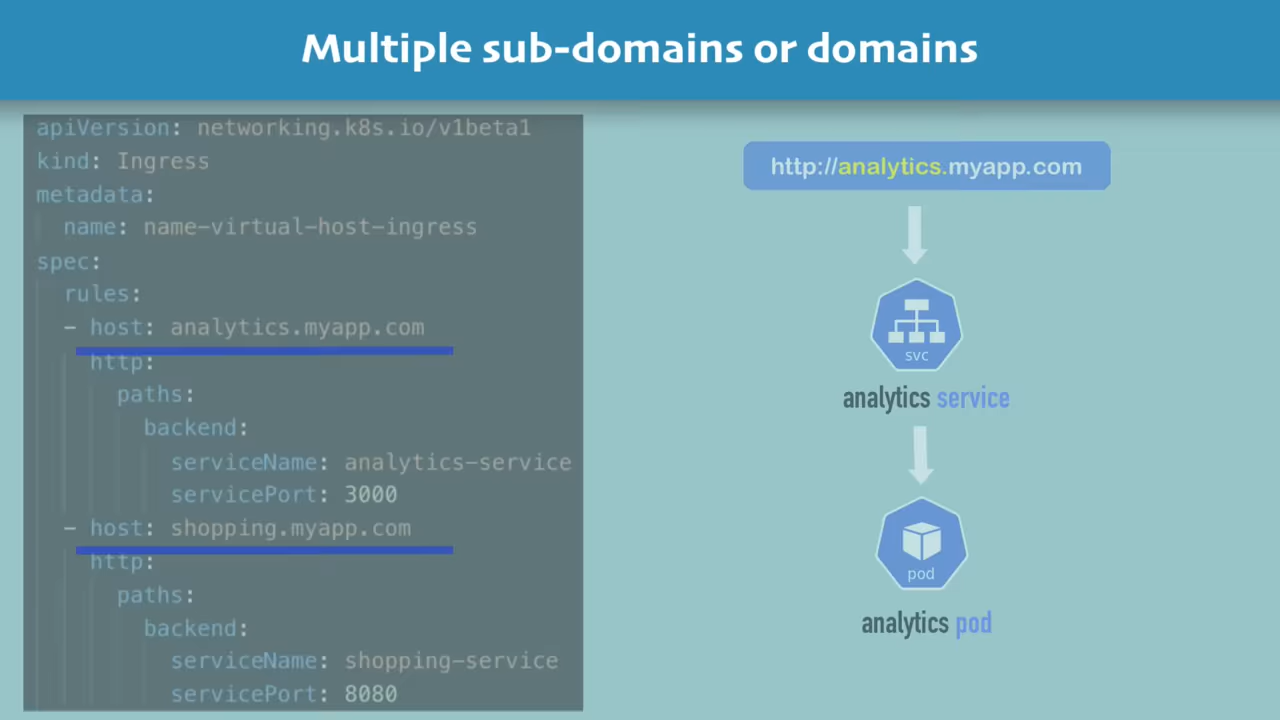 Multiple sub-domains or domains
apiVersion: networking.k8s.io/v1beta1
kind: Ingress
metadata:
name: name-virtual-host-ingress
spec:
rules:
- host: analytics.myapp.com
http:
paths:
backend:
serviceName: analytics-service
servicePort: 3000
- host: shopping.myapp.com
http:
paths:
backend:
serviceName: shopping-service
servicePort: 8080
http://analytics.myapp.com
svc
analytics service
pod
analytics pod